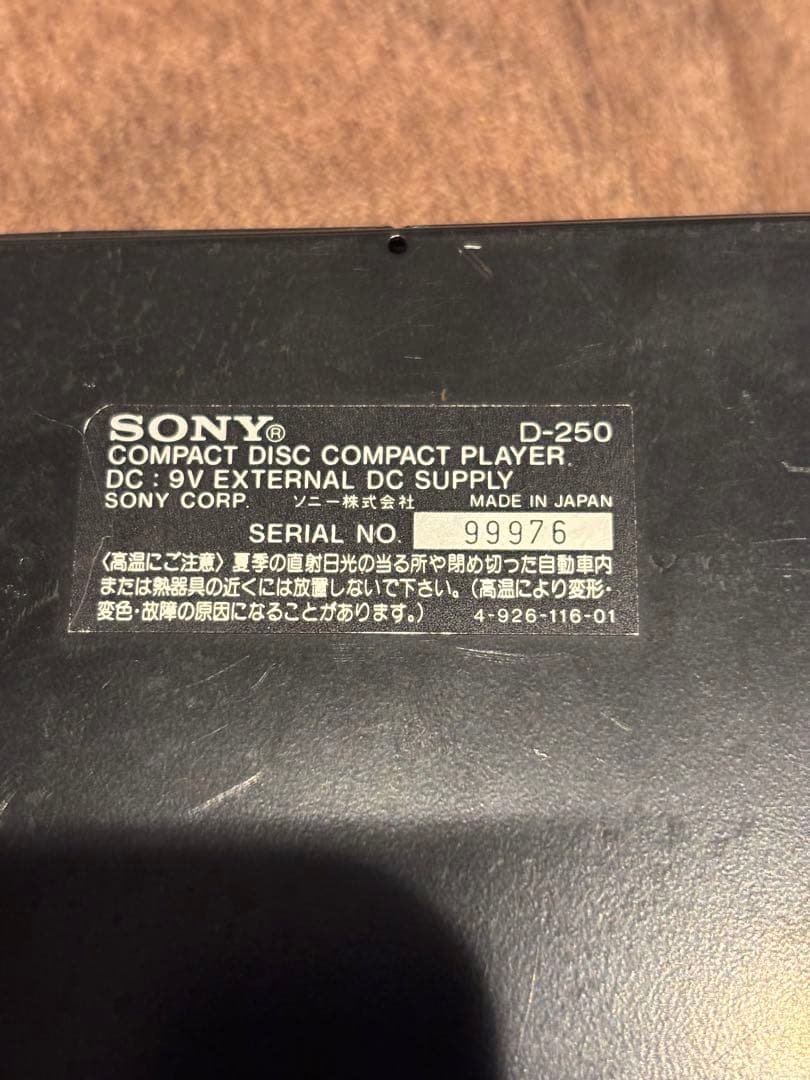 SONY® D-250
COMPACT DISC COMPACT PLAYER
DC : 9V EXTERNAL DC SUPPLY
SONY CORP. ソニー株式会社 MADE IN JAPAN
SERIAL NO. 99976
〈高温にご注意〉夏季の直射日光の当る所や閉め切った自動車内
または熱器具の近くには放置しないで下さい。(高温により変形・
変色・故障の原因になることがあります。) 4-926-116-01